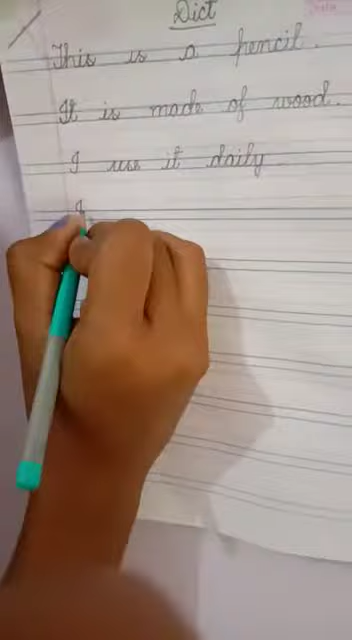 Dict
This is a pencil.
It is made of wood.
I use it daily
I